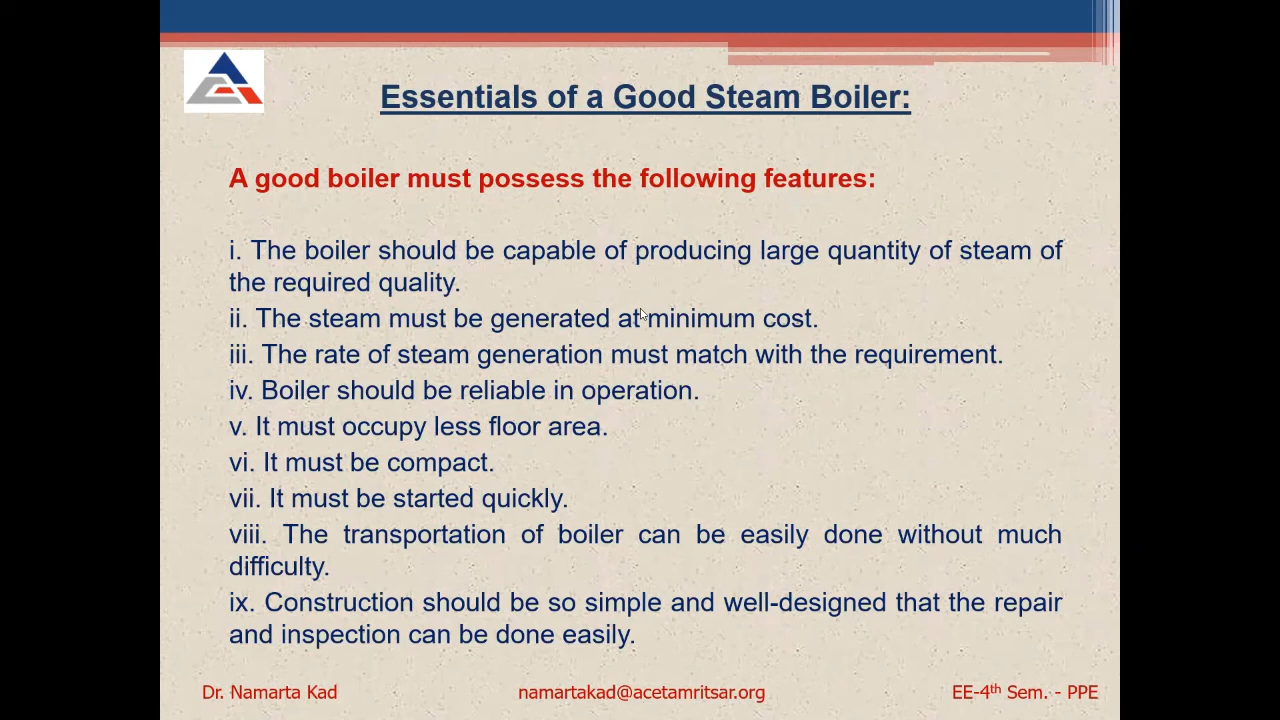 Essentials of a Good Steam Boiler:
A good boiler must possess the following features:
i. The boiler should be capable of producing large quantity of steam of
the required quality.
ii. The steam must be generated at minimum cost.
iii. The rate of steam generation must match with the requirement.
iv. Boiler should be reliable in operation.
v. It must occupy less floor area.
vi. It must be compact.
vii. It must be started quickly.
viii. The transportation of boiler can be easily done without much
difficulty.
ix. Construction should be so simple and well-designed that the repair
and inspection can be done easily.
Dr. Namarta Kad namartakad@acetamritsar.org EE-4th Sem. - PPE